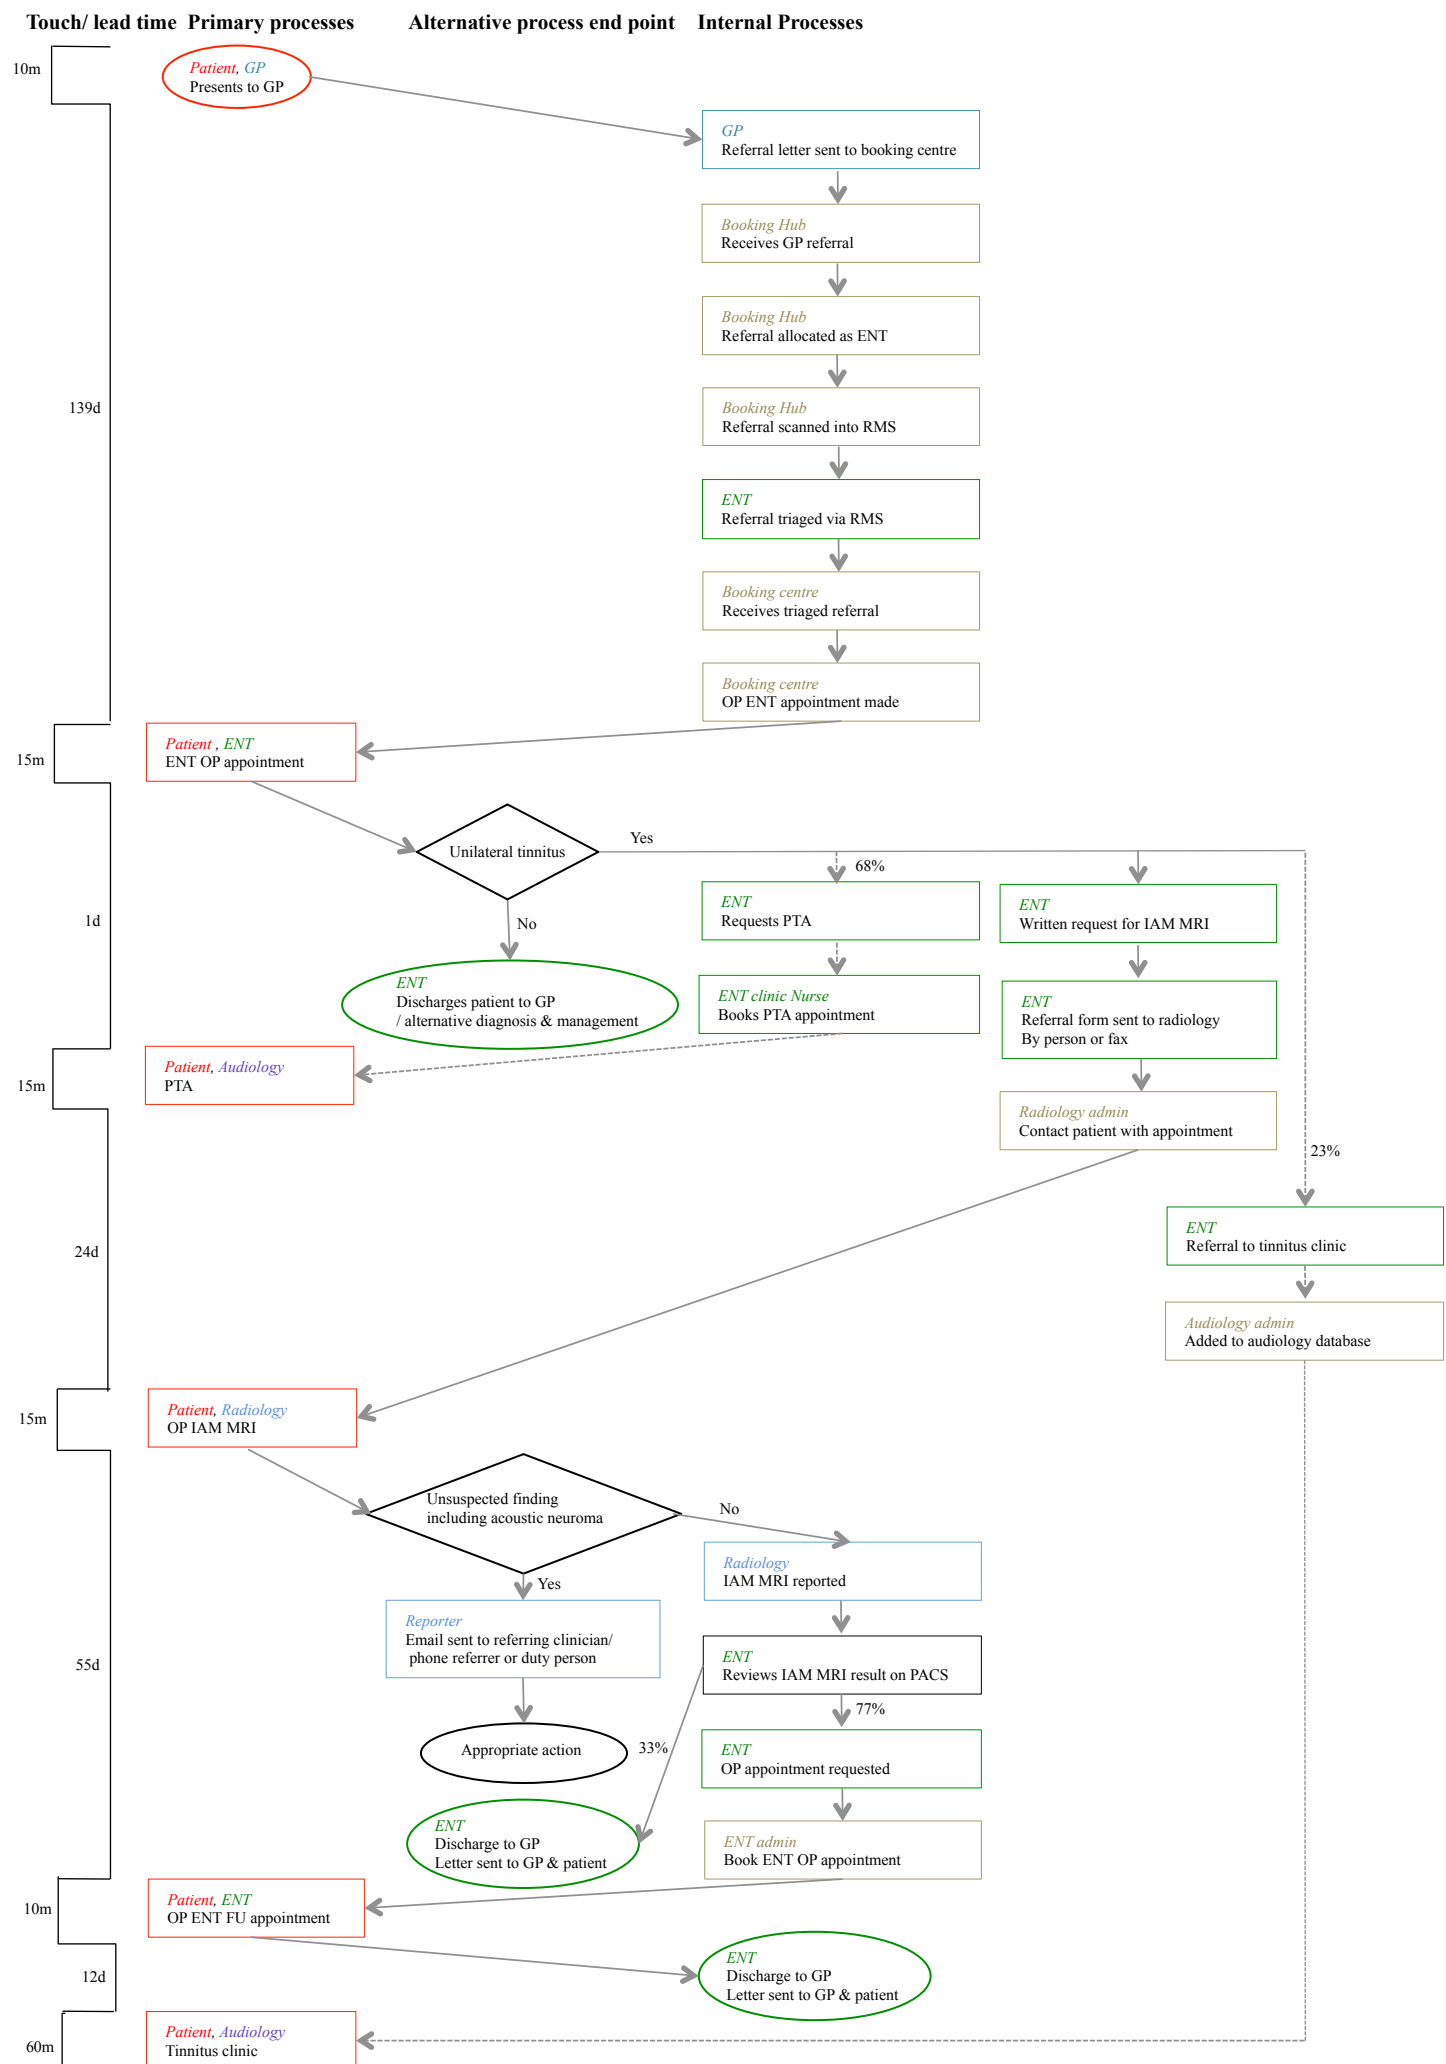 Touch/ lead time Primary processes Alternative process end point Internal Processes
10m
Patient, GP
Presents to GP
GP
Referral letter sent to booking centre
Booking Hub
Receives GP referral
Booking Hub
Referral allocated as ENT
139d
Booking Hub
Referral scanned into RMS
ENT
Referral triaged via RMS
Booking centre
Receives triaged referral
Booking centre
OP ENT appointment made
15m
Patient , ENT
ENT OP appointment
Unilateral tinnitus
Yes
68%
No
1d
ENT
Requests PTA
ENT
Written request for IAM MRI
ENT
Discharges patient to GP
/ alternative diagnosis & management
ENT clinic Nurse
Books PTA appointment
ENT
Referral form sent to radiology
By person or fax
15m
Patient, Audiology
PTA
Radiology admin
Contact patient with appointment
23%
24d
ENT
Referral to tinnitus clinic
Audiology admin
Added to audiology database
15m
Patient, Radiology
OP IAM MRI
Unsuspected finding
including acoustic neuroma
No
Yes
Radiology
IAM MRI reported
55d
Reporter
Email sent to referring clinician/
phone referrer or duty person
ENT
Reviews IAM MRI result on PACS
77%
33%
Appropriate action
ENT
OP appointment requested
ENT
Discharge to GP
Letter sent to GP & patient
ENT admin
Book ENT OP appointment
10m
Patient, ENT
OP ENT FU appointment
12d
ENT
Discharge to GP
Letter sent to GP & patient
60m
Patient, Audiology
Tinnitus clinic